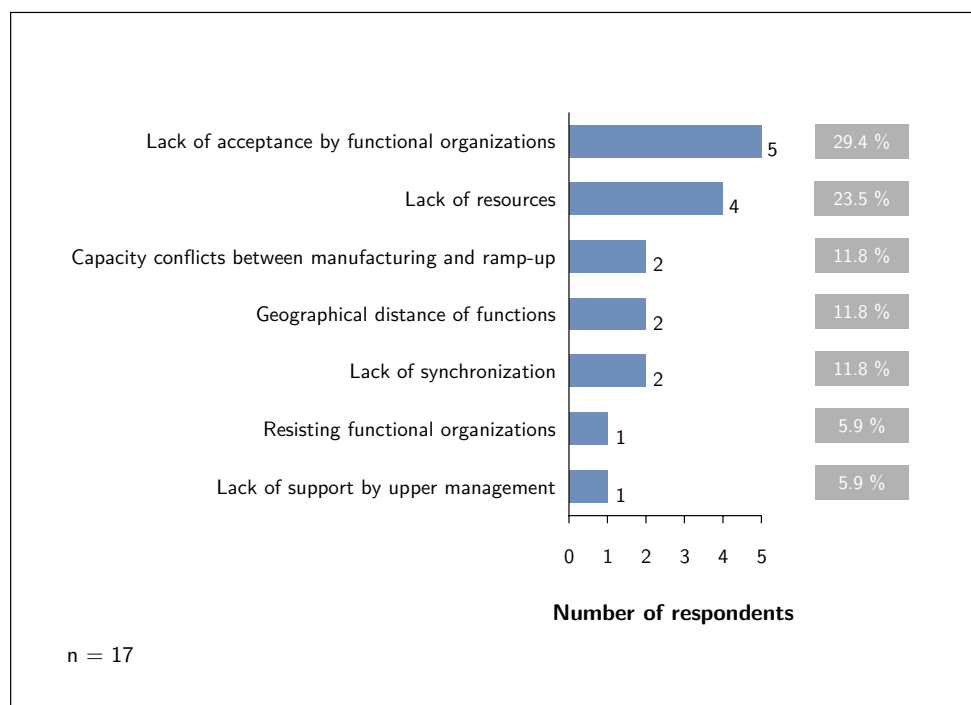 Lack of acceptance by functional organizations 5 29.4 %
Lack of resources 4 23.5 %
Capacity conflicts between manufacturing and ramp-up 2 11.8 %
Geographical distance of functions 2 11.8 %
Lack of synchronization 2 11.8 %
Resisting functional organizations 1 5.9 %
Lack of support by upper management 1 5.9 %
0 1 2 3 4 5
Number of respondents
n = 17